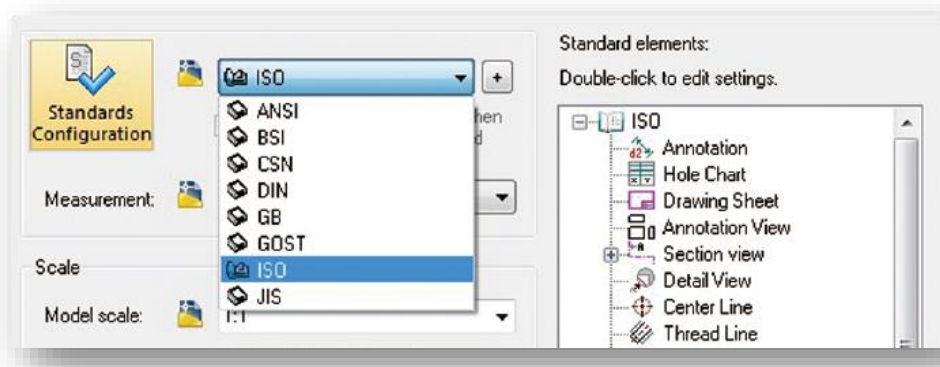 Standards
Configuration
ISO
+
hen
d
ANSI
BSI
CSN
DIN
GB
GOST
ISO
JIS
Measurement:
Scale
Model scale:
1:1
Standard elements:
Double-click to edit settings.
ISO
Annotation
Hole Chart
Drawing Sheet
Annotation View
Section view
Detail View
Center Line
Thread Line